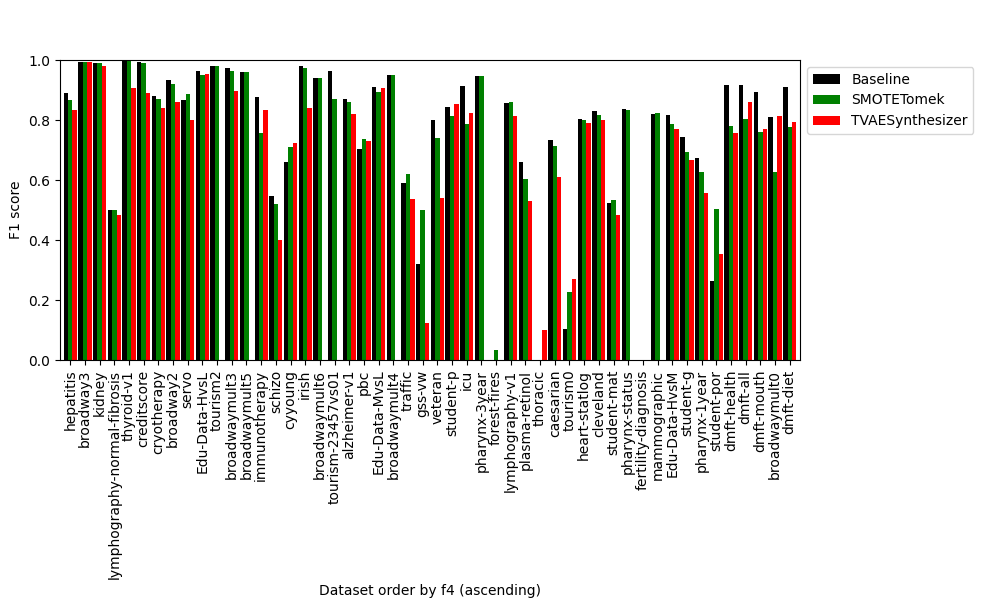 Baseline
SMOTETomek
TVAESynthesizer
F1 score
1.0
0.8
0.6
0.4
0.2
0.0
hepatitis
broadway3
kidney
lymphography-normal-fibrosis
thyroid-v1
creditscore
cryotherapy
broadway2
servo
Edu-Data-HvsL
tourism2
broadwaymult3
broadwaymult5
immunotherapy
schizo
cyyoung
irish
broadwaymult6
tourism-23457vs01
alzheimer-v1
pbc
Edu-Data-MvsL
broadwaymult4
traffic
gss-vw
veteran
student-p
icu
pharynx-3year
forest-fires
lymphography-v1
plasma-retinol
thoracic
caesarian
tourism0
heart-statlog
cleveland
student-mat
pharynx-status
fertility-diagnosis
mammographic
Edu-Data-HvsM
student-g
pharynx-1year
student-por
dmft-health
dmft-all
dmft-mouth
broadwaymult0
dmft-diet
Dataset order by f4 (ascending)